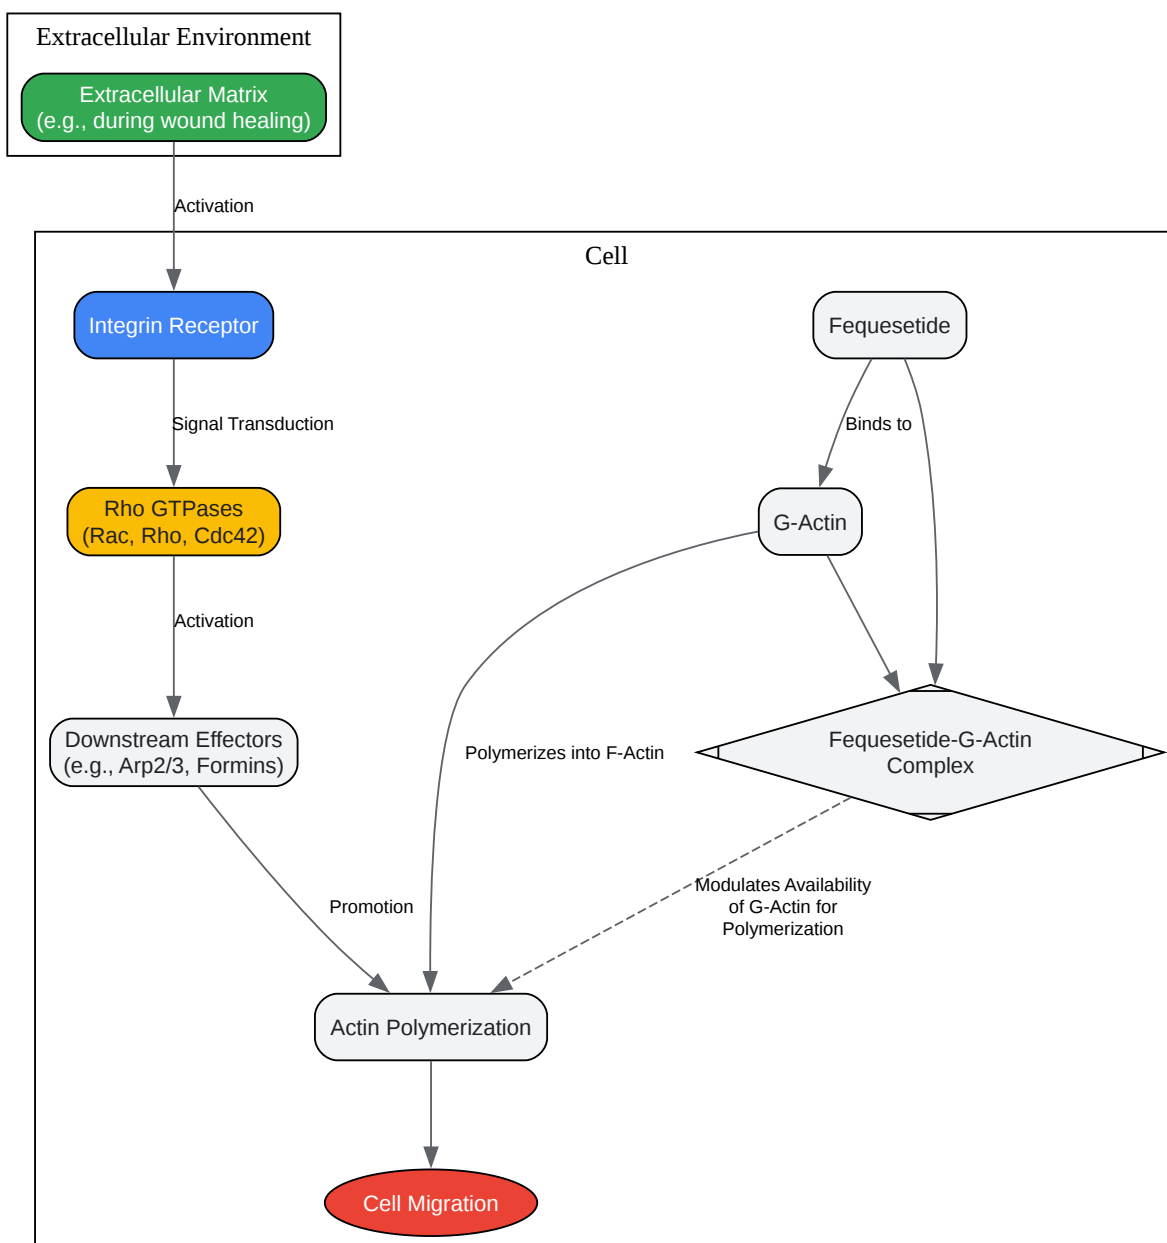 Extracellular Environment
Extracellular Matrix
(e.g., during wound healing)
Activation
Cell
Integrin Receptor
Fequesetide
Signal Transduction
Binds to
Rho GTPases
(Rac, Rho, Cdc42)
G-Actin
Activation
Downstream Effectors
(e.g., Arp2/3, Formins)
Polymerizes into F-Actin
Fequesetide-G-Actin
Complex
Promotion
Modulates Availability
of G-Actin for
Polymerization
Actin Polymerization
Cell Migration